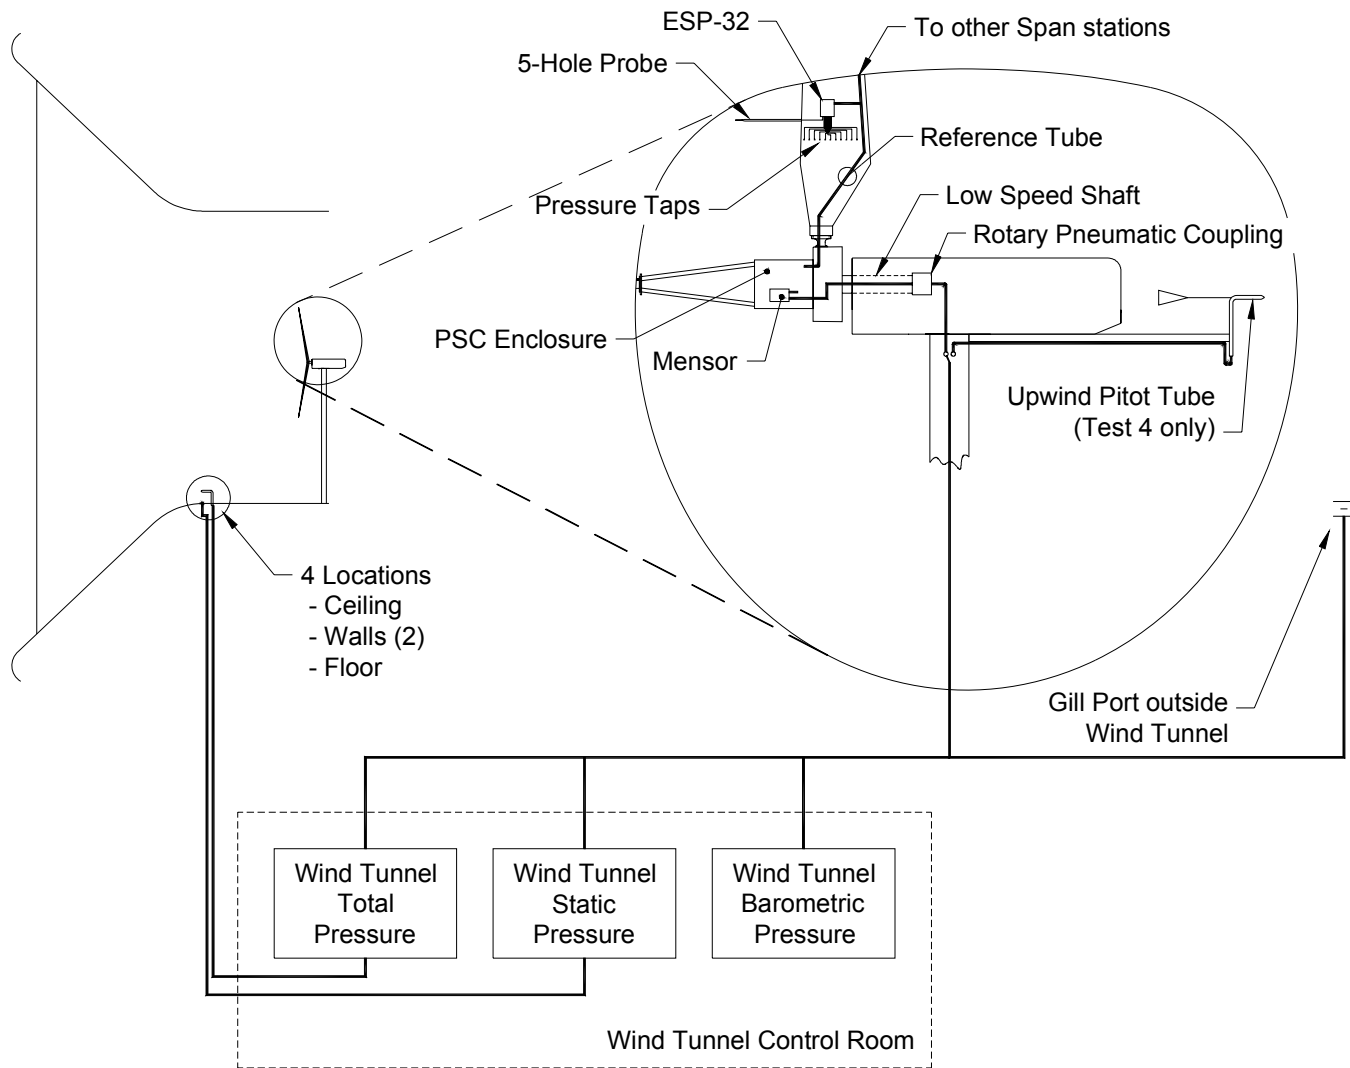 ESP-32
To other Span stations
5-Hole Probe
Reference Tube
Pressure Taps
Low Speed Shaft
Rotary Pneumatic Coupling
PSC Enclosure
Mensor
Upwind Pitot Tube
(Test 4 only)
4 Locations
- Ceiling
- Walls (2)
- Floor
Gill Port outside
Wind Tunnel
Wind Tunnel
Total
Pressure
Wind Tunnel
Static
Pressure
Wind Tunnel
Barometric
Pressure
Wind Tunnel Control Room